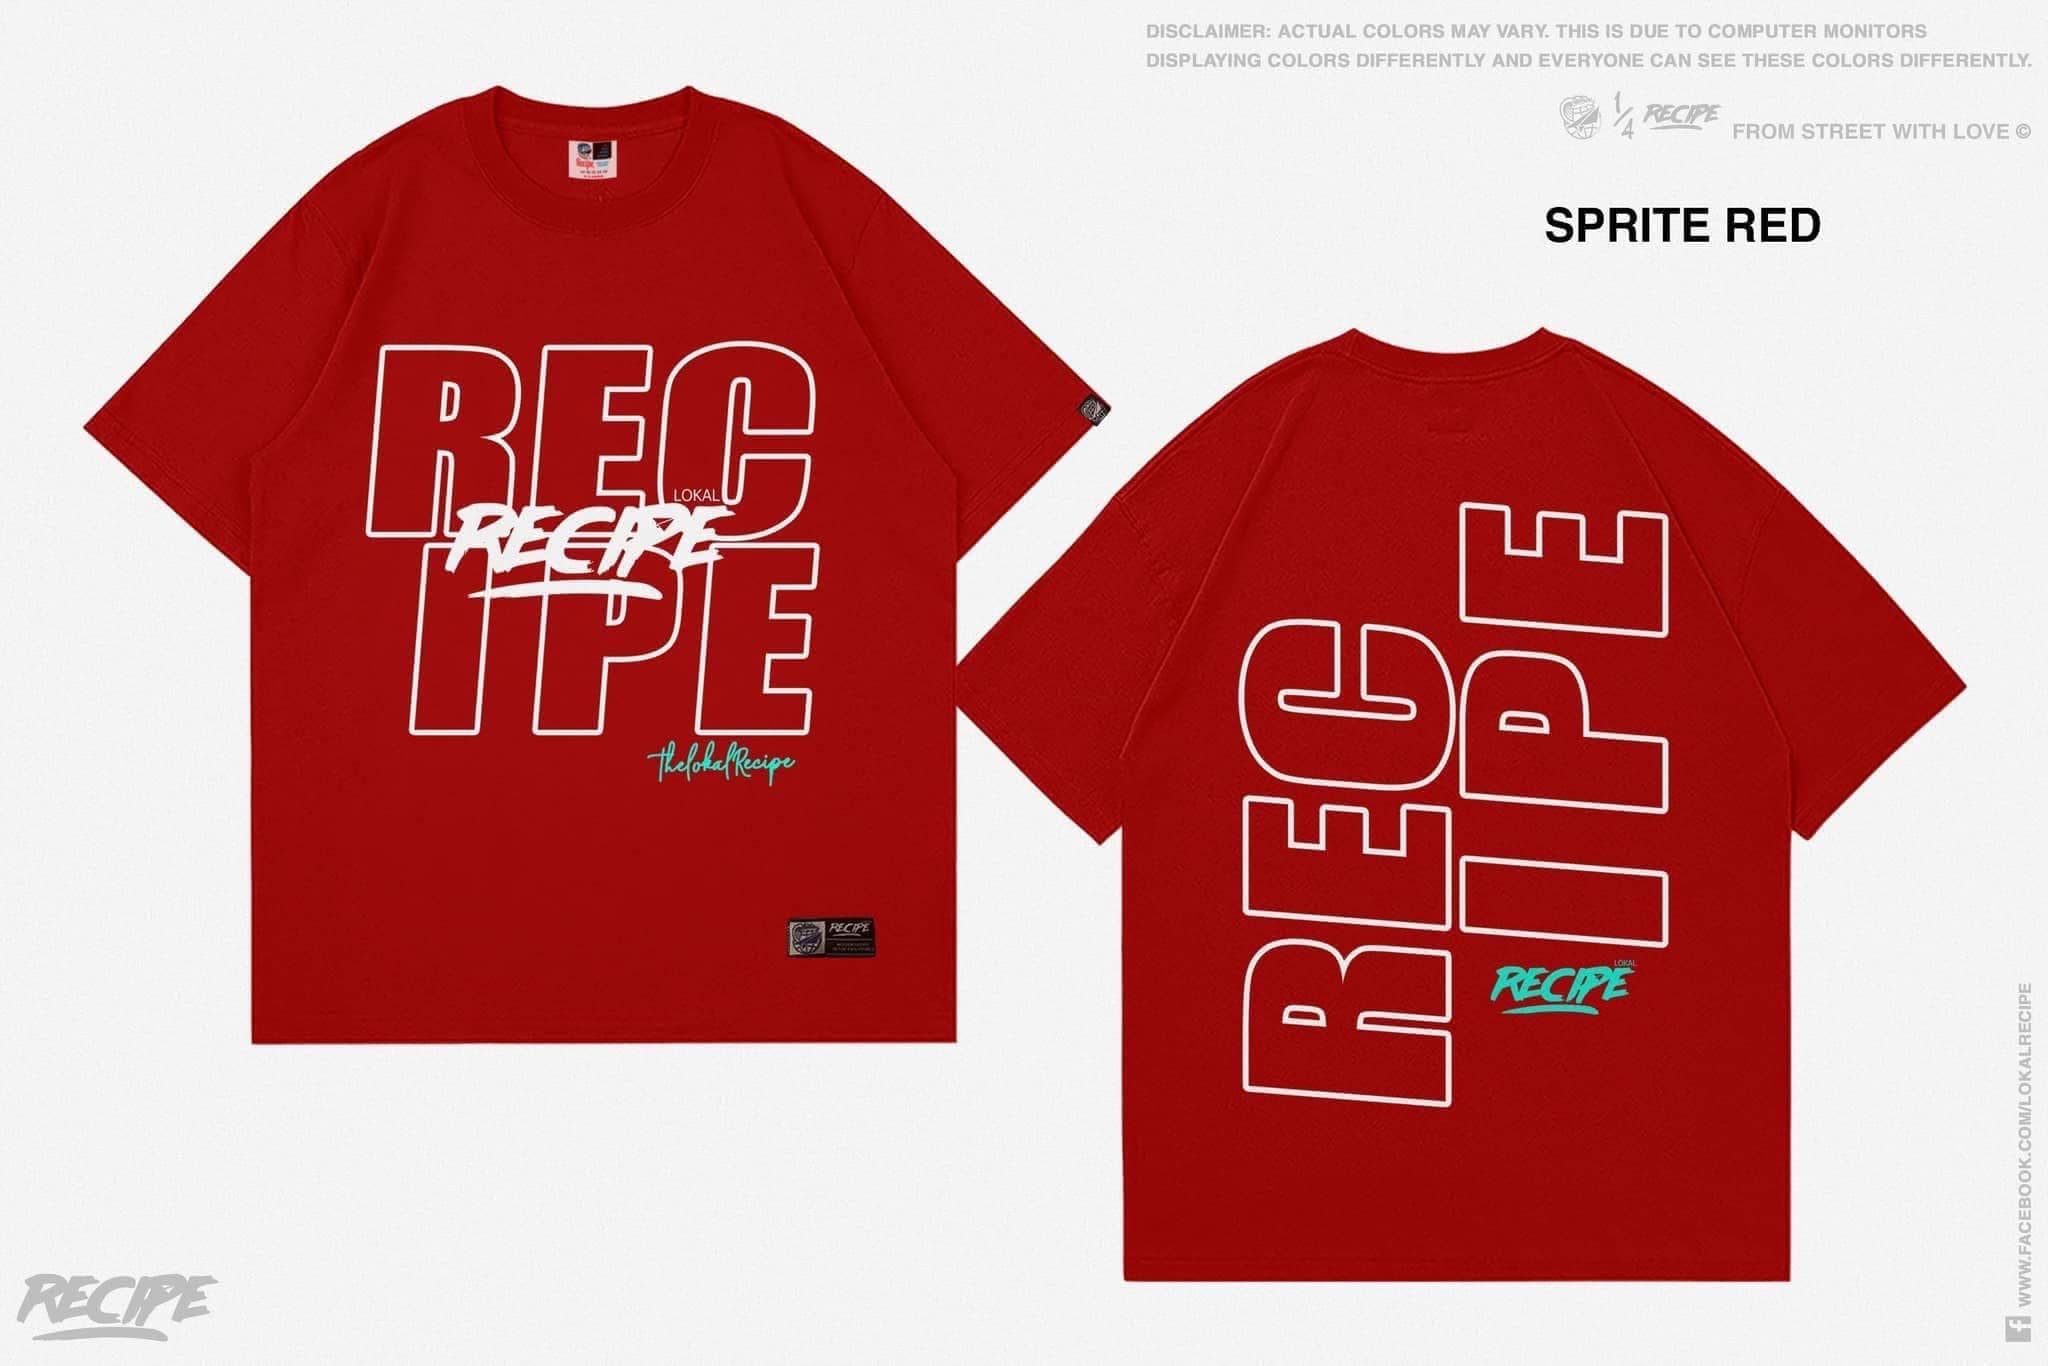 DISCLAIMER: ACTUAL COLORS MAY VARY. THIS IS DUE TO COMPUTER MONITORS
DISPLAYING COLORS DIFFERENTLY AND EVERYONE CAN SEE THESE COLORS DIFFERENTLY.
1/4 RECIPE FROM STREET WITH LOVE ©
SPRITE RED
Recipe
REC
LOKAL
RECIPE
IPE
thelokalRecipe
RECIPE
REC
IPE
LOKAL
RECIPE
RECIPE
WWW.FACEBOOK.COM/LOKALRECIPE